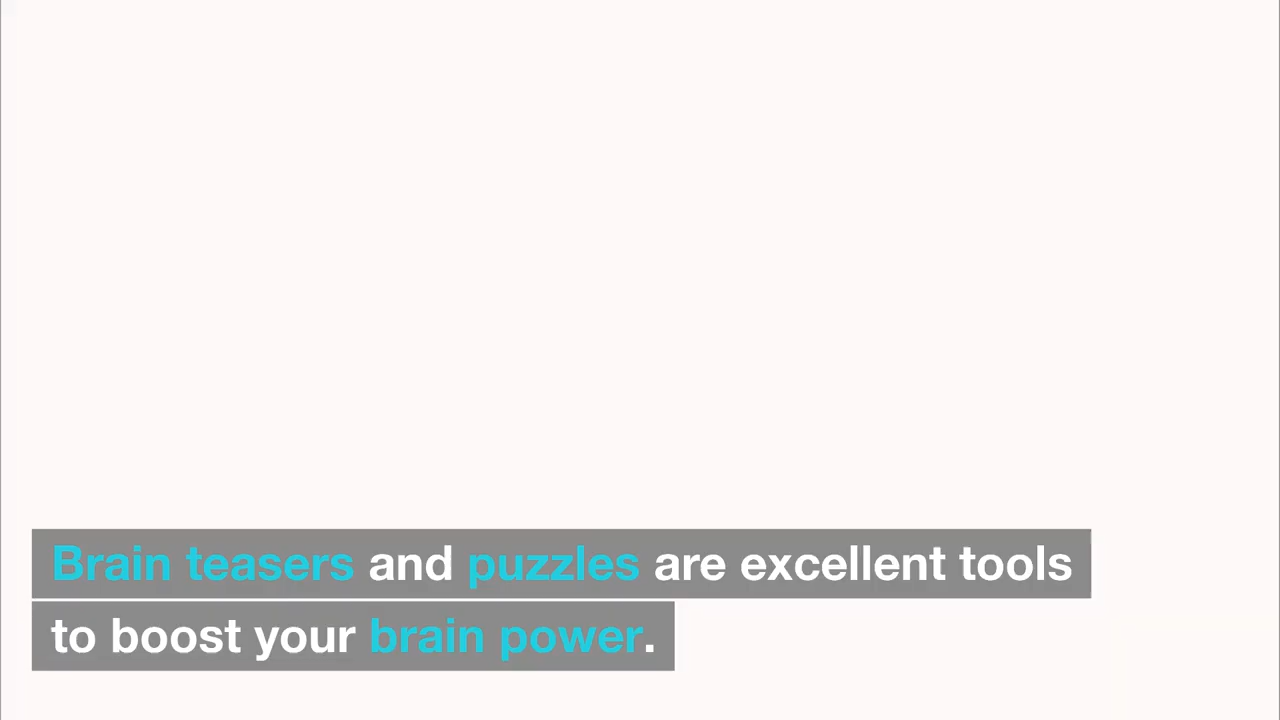 Brain teasers and puzzles are excellent tools
to boost your brain power.